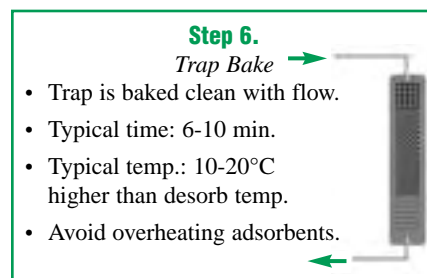 Step 6.
Trap Bake
• Trap is baked clean with flow.
• Typical time: 6-10 min.
• Typical temp.: 10-20°C
higher than desorb temp.
• Avoid overheating adsorbents.